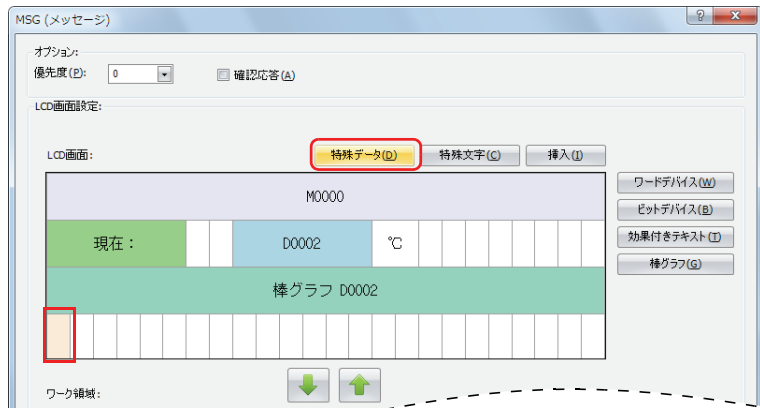 MSG (メッセージ)
オプション:
優先度(P): 0 確認応答(A)
LCD画面設定:
LCD画面: 特殊データ(D) 特殊文字(C) 挿入(I)
M0000
ワードデバイス(W)
ビットデバイス(B)
現在： D0002 ℃
効果付きテキスト(T)
棒グラフ(G)
棒グラフ D0002
ワーク領域: